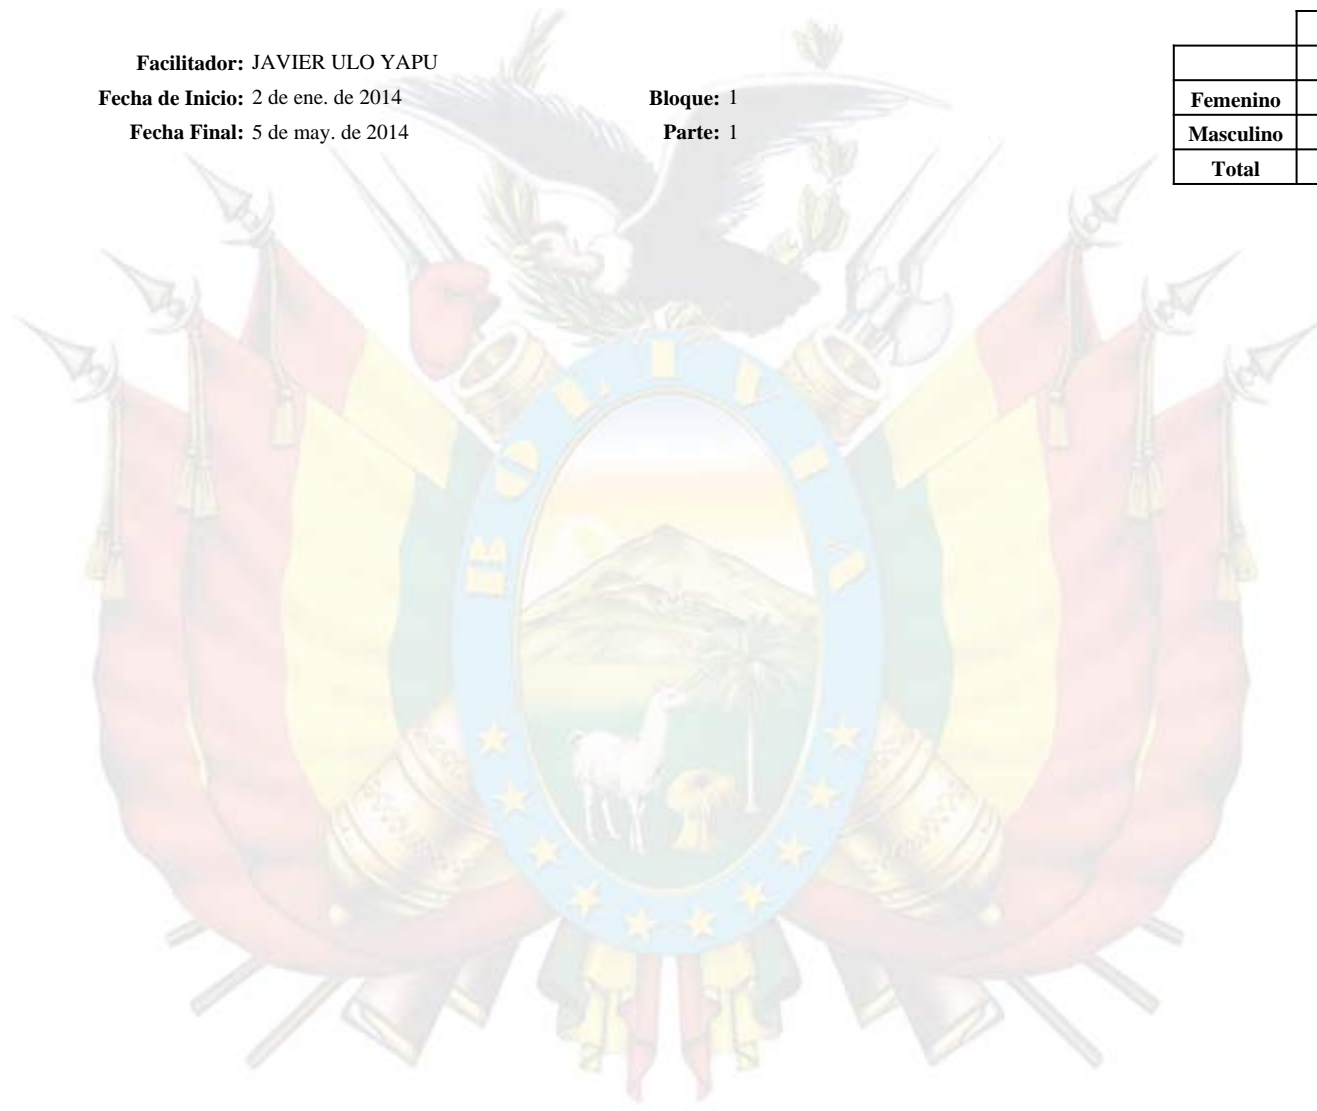 Facilitador: JAVIER ULO YAPU
Fecha de Inicio: 2 de ene. de 2014
Bloque: 1
Fecha Final: 5 de may. de 2014
Parte: 1
Femenino
Masculino
Total
BOLIVIA